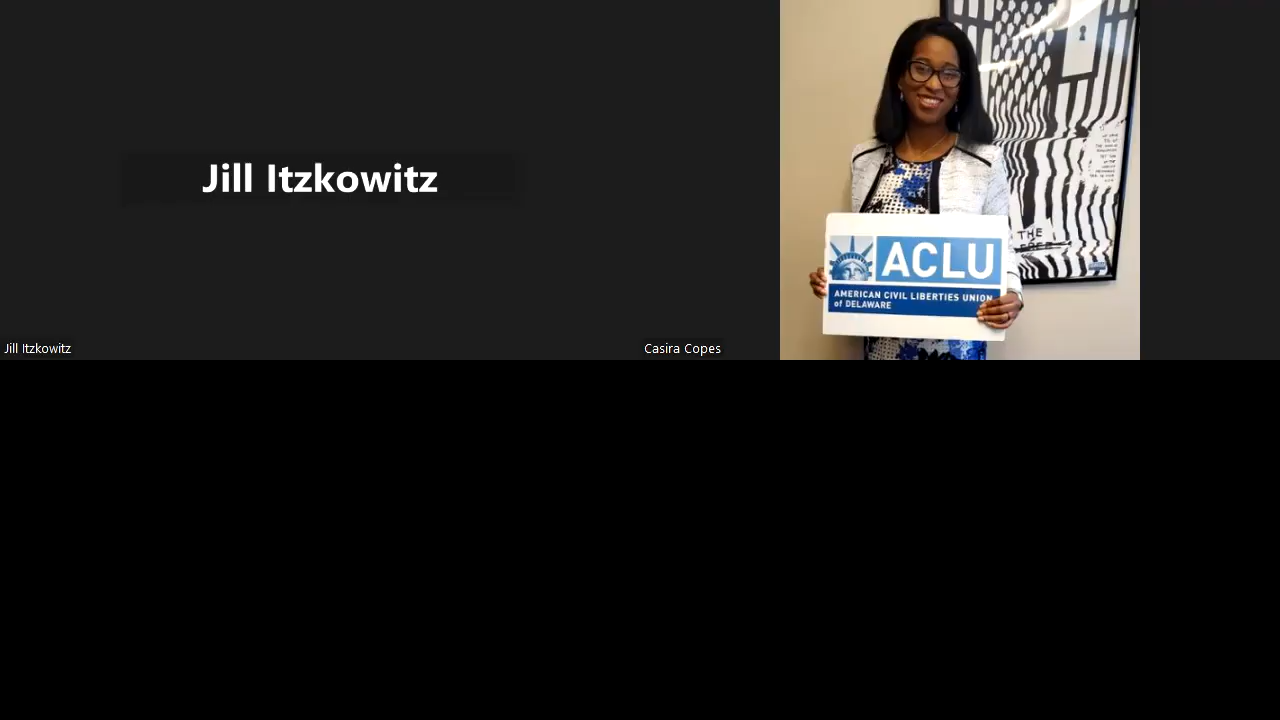 Jill Itzkowitz
Jill Itzkowitz
Casira Copes
ACLU
AMERICAN CIVIL LIBERTIES UNION
of DELAWARE
THE